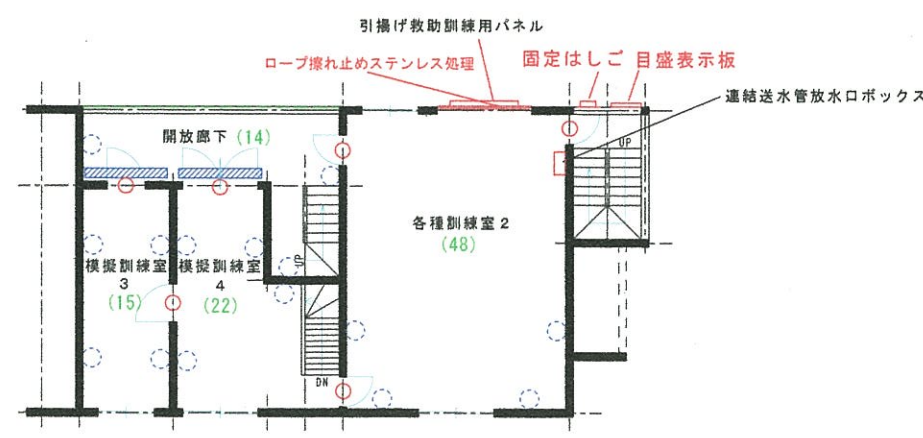 引揚げ救助訓練用パネル
ロープ擦れ止めステンレス処理
固定はしご 目盛表示板
連結送水管放水口ボックス
開放廊下(14)
UP
各種訓練室2
(48)
模擬訓練室
3
(15)
模擬訓練室
4
(22)
UP
DN